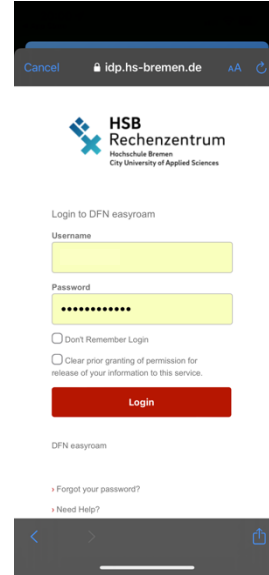 Cancel idp.hs-bremen.de AA
HSB
Rechenzentrum
Hochschule Bremen
City University of Applied Sciences
Login to DFN easyroam
Username
Password
••••••••••••
Don't Remember Login
Clear prior granting of permission for
release of your information to this service.
Login
DFN easyroam
› Forgot your password?
› Need Help?